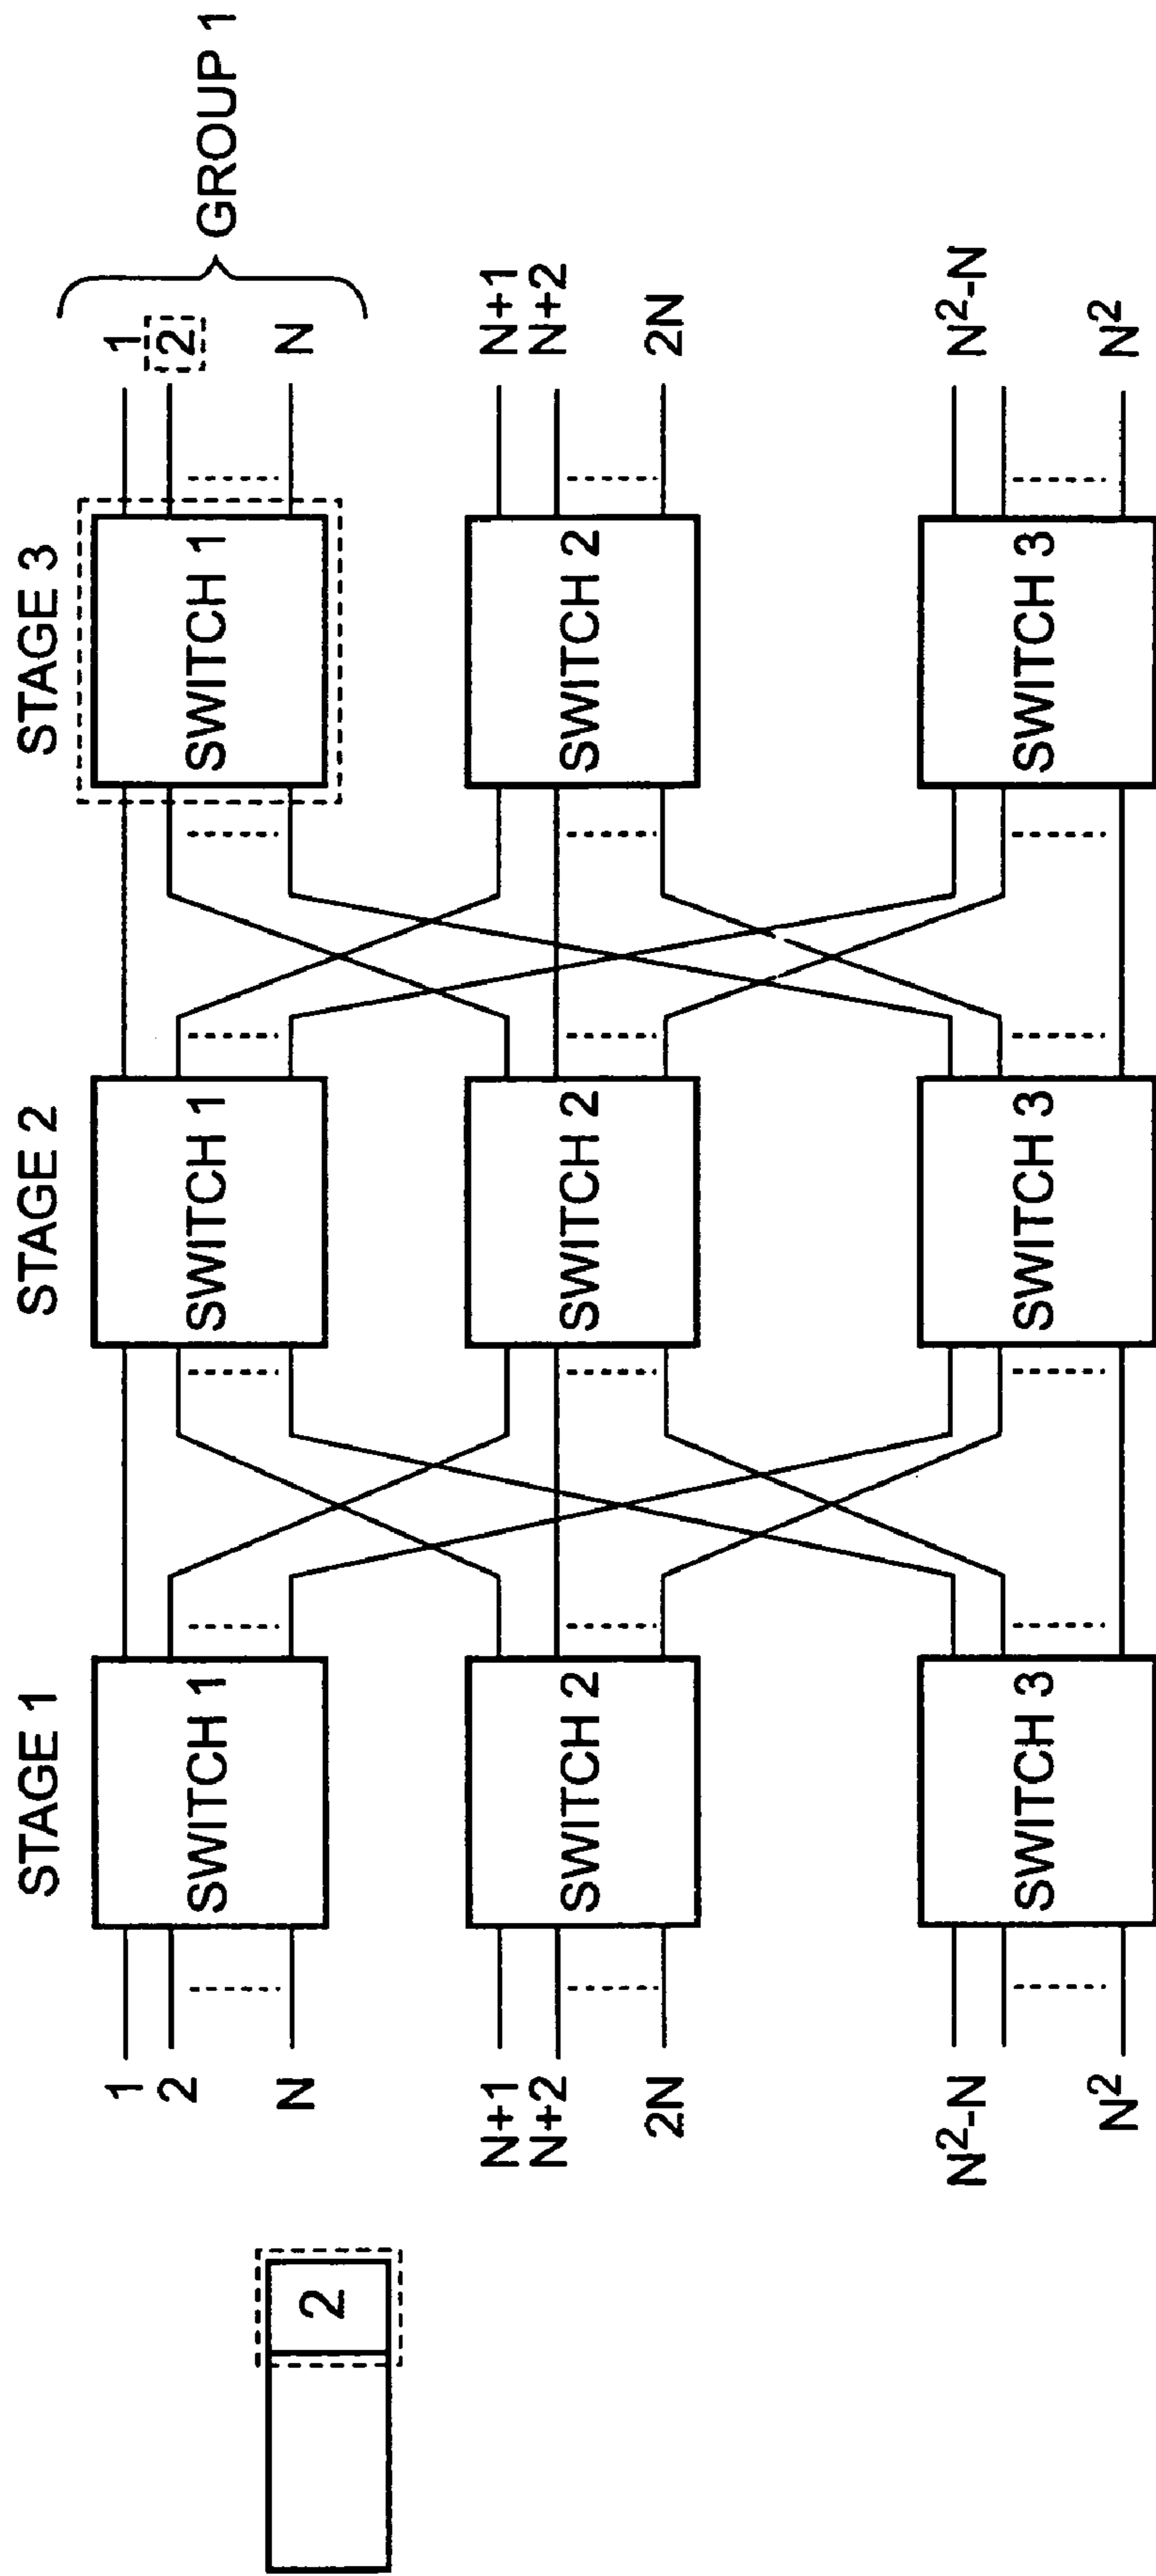 STAGE 1
STAGE 2
STAGE 3
1
2
N
SWITCH 1
SWITCH 1
SWITCH 1
1
2
N
GROUP 1
2
N+1
N+2
2N
SWITCH 2
SWITCH 2
SWITCH 2
N+1
N+2
2N
N²-N
N²
SWITCH 3
SWITCH 3
SWITCH 3
N²-N
N²